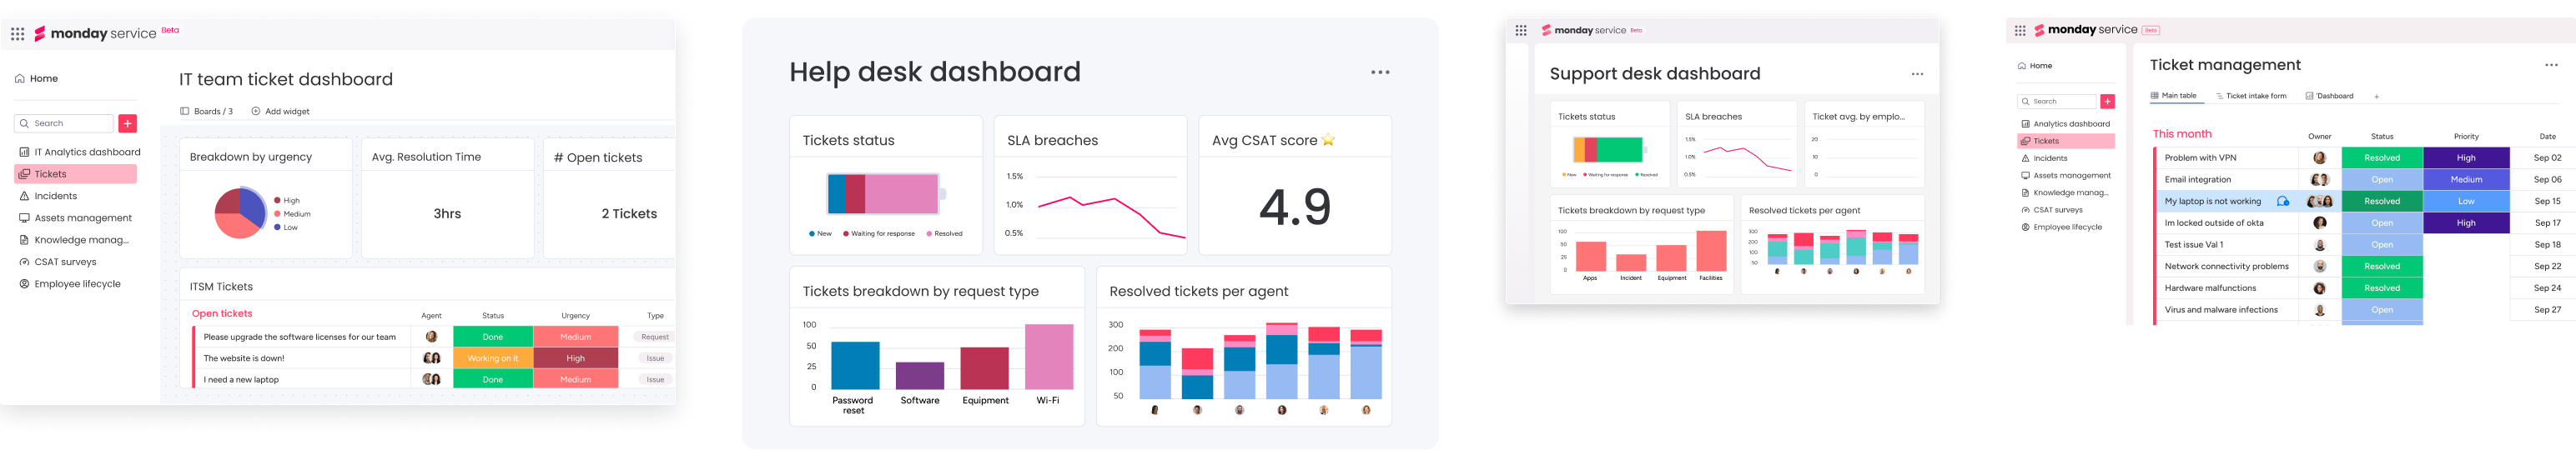 monday service Beta
Home
Search
+
IT Analytics dashboard
Tickets
Incidents
Assets management
Knowledge manag...
CSAT surveys
Employee lifecycle
IT team ticket dashboard
Boards / 3
Add widget
Breakdown by urgency
High
Medium
Low
Avg. Resolution Time
3hrs
# Open tickets
2 Tickets
ITSM Tickets
Open tickets Agent Status Urgency Type
Please upgrade the software licenses for our team Done Medium Request
The website is down! Working on it High Issue
I need a new laptop Done Medium Issue
Help desk dashboard
Tickets status
New Waiting for response Resolved
SLA breaches
1.5%
1.0%
0.5%
Avg CSAT score
4.9
Tickets breakdown by request type
100
50
25
0
Password reset
Software
Equipment
Wi-Fi
Resolved tickets per agent
300
200
100
50
monday service Beta
Support desk dashboard
Tickets status
New Waiting for response Resolved
SLA breaches
1.5%
1.0%
0.5%
Ticket avg. by emplo...
20
10
0
Tickets breakdown by request type
100
50
25
0
Apps Incident Equipment Facilities
Resolved tickets per agent
300
200
100
50
monday service Beta
Home
Search
+
Analytics dashboard
Tickets
Incidents
Assets management
Knowledge manag...
CSAT surveys
Employee lifecycle
Ticket management
Main table
Ticket intake form
'Dashboard
+
This month Owner Status Priority Date
Problem with VPN Resolved High Sep 02
Email integration Open Medium Sep 06
My laptop is not working Resolved Low Sep 15
Im locked outside of okta Open High Sep 17
Test issue Val 1 Open Sep 18
Network connectivity problems Resolved Sep 22
Hardware malfunctions Resolved Sep 24
Virus and malware infections Open Sep 27